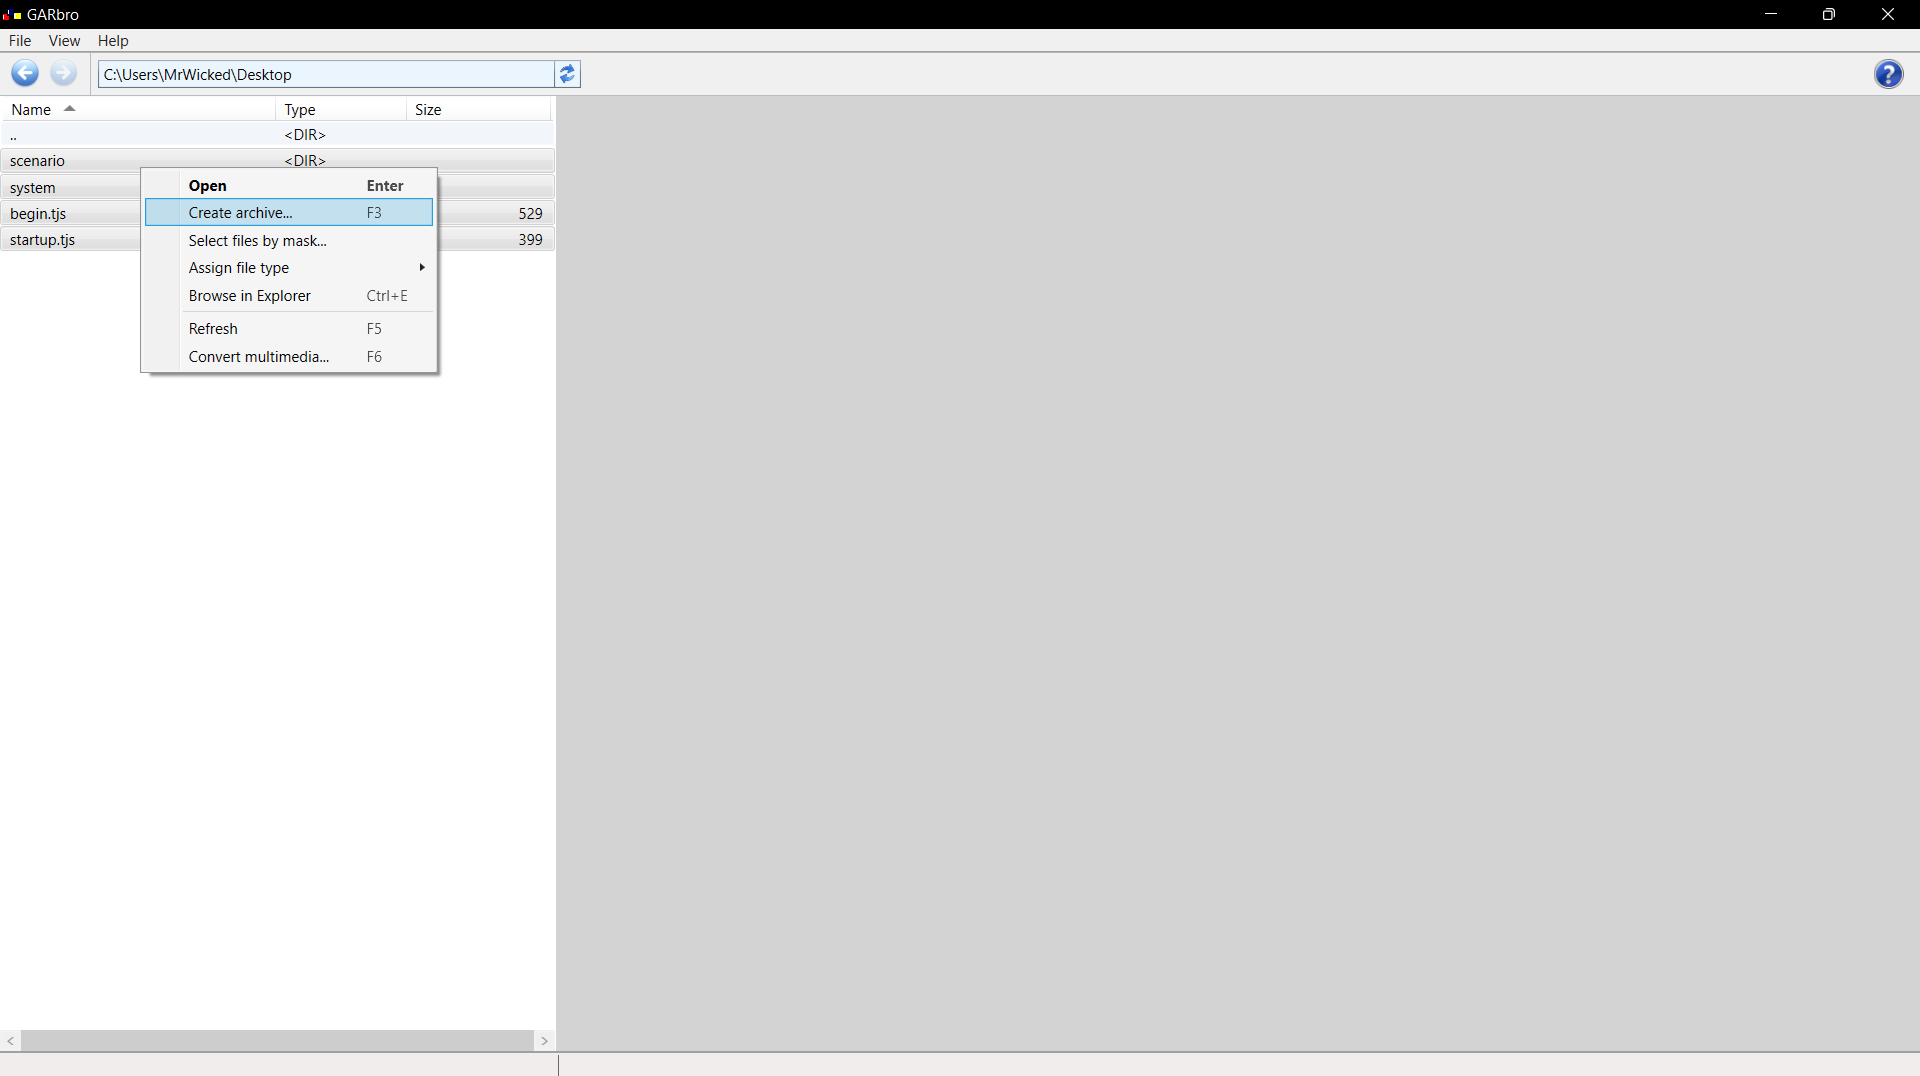 GARbro
File View Help
C:\Users\MrWicked\Desktop
Name Type Size
.. <DIR>
scenario <DIR>
system
begin.tjs 529
startup.tjs 399
Open Enter
Create archive... F3
Select files by mask...
Assign file type
Browse in Explorer Ctrl+E
Refresh F5
Convert multimedia... F6